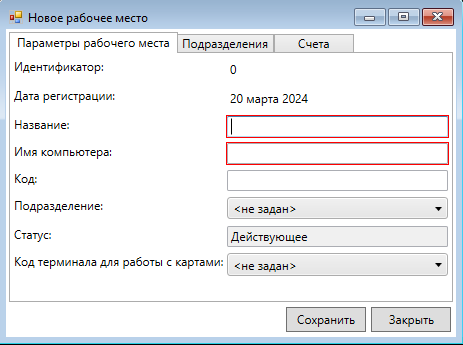 Новое рабочее место
Параметры рабочего места Подразделения Счета
Идентификатор: 0
Дата регистрации: 20 марта 2024
Название:
Имя компьютера:
Код:
Подразделение: <не задан>
Статус: Действующее
Код терминала для работы с картами: <не задан>
Сохранить Закрыть